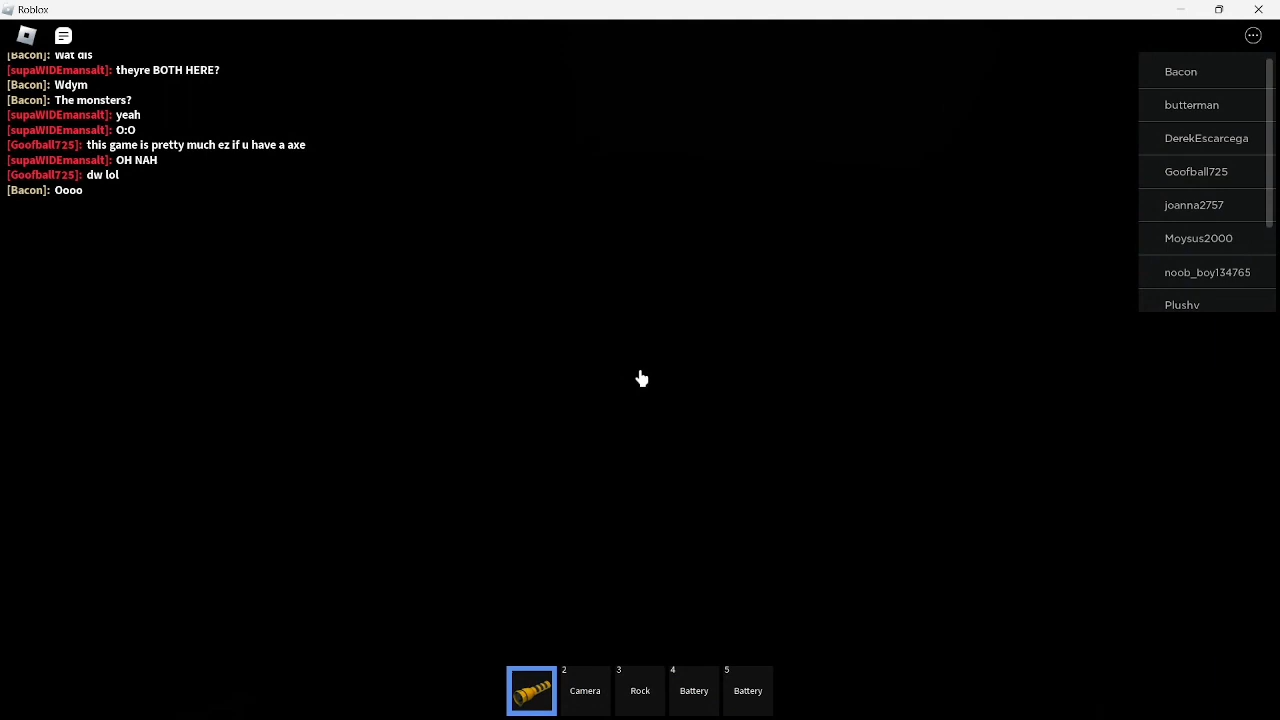 Roblox
[Bacon]: Wat dis
[supaWIDEmansalt]: theyre BOTH HERE?
[Bacon]: Wdym
[Bacon]: The monsters?
[supaWIDEmansalt]: yeah
[supaWIDEmansalt]: O:O
[Goofball725]: this game is pretty much ez if u have a axe
[supaWIDEmansalt]: OH NAH
[Goofball725]: dw lol
[Bacon]: Oooo
Bacon
butterman
DerekEscarcega
Goofball725
joanna2757
Moysus2000
noob_boy134765
Plushy
2
Camera
3
Rock
4
Battery
5
Battery